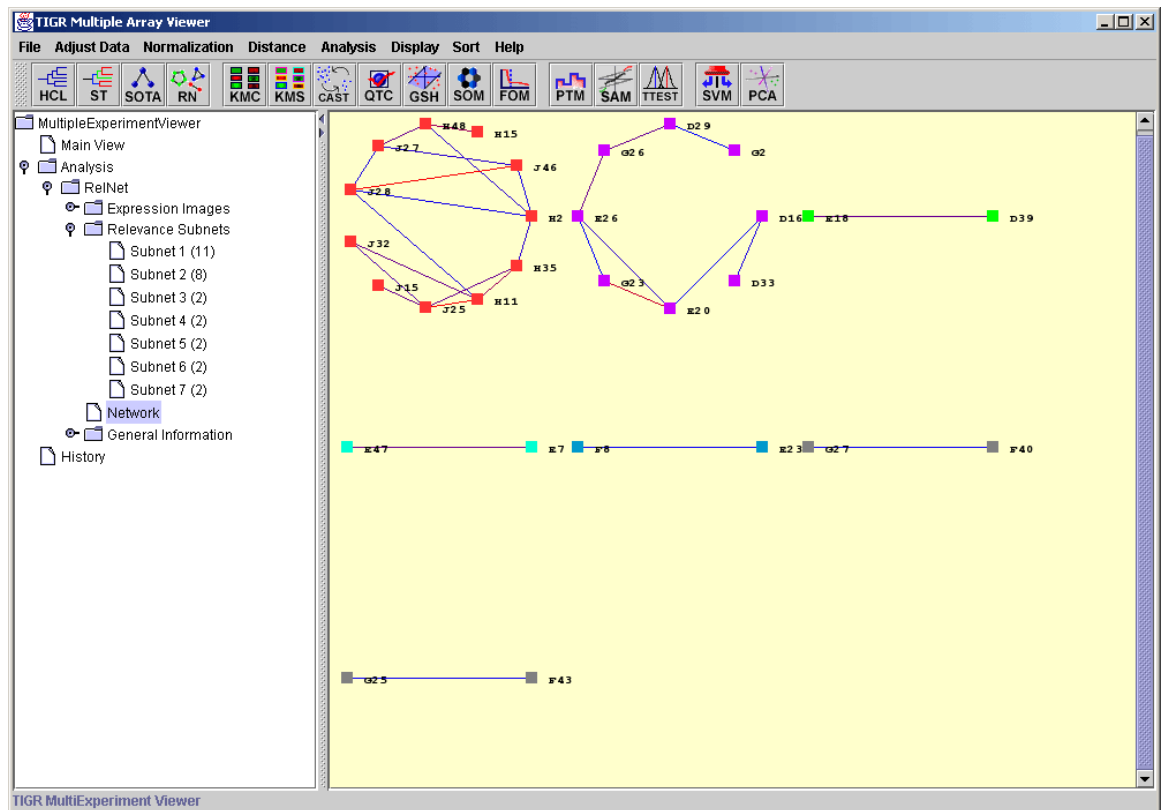 TIGR Multiple Array Viewer
File Adjust Data Normalization Distance Analysis Display Sort Help
HCL ST SOTA RN KMC KMS CAST QTC GSH SOM FOM PTM SAM TTEST SVM PCA
MultipleExperimentViewer
Main View
Analysis
RelNet
Expression Images
Relevance Subnets
Subnet 1 (11)
Subnet 2 (8)
Subnet 3 (2)
Subnet 4 (2)
Subnet 5 (2)
Subnet 6 (2)
Subnet 7 (2)
Network
General Information
History
H48 H15 D29
J27 G26 G2
J46
J28
H2 E26 D16 E18 D39
J32
H35
J15 G23 D33
H11
J25 E20
E47 E7 F8 E23 G27 F40
G25 F43
TIGR MultiExperiment Viewer